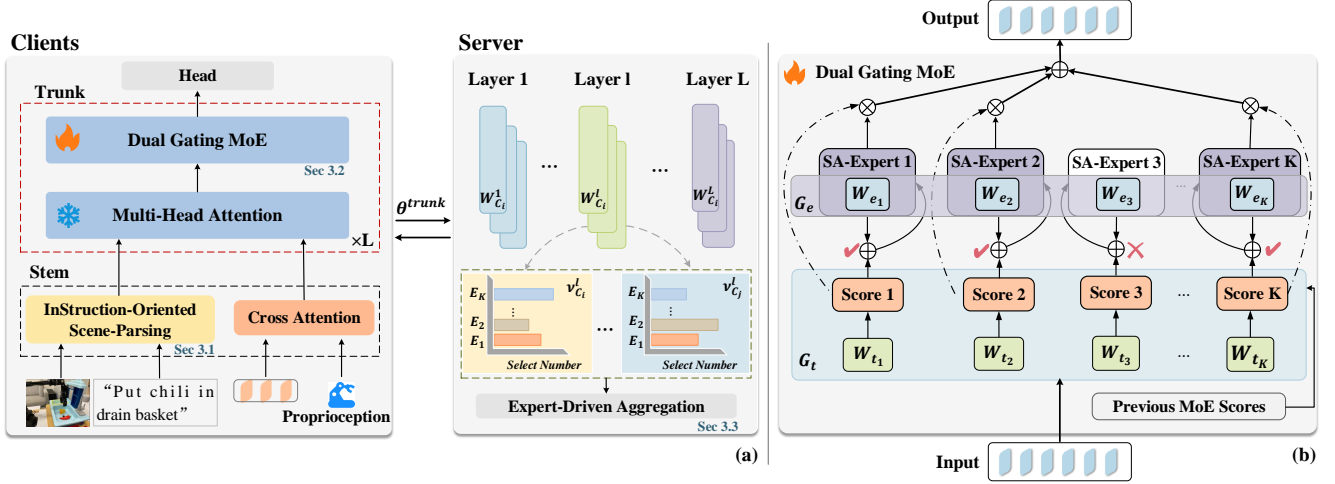 Clients
Head
Trunk
Dual Gating MoE
Sec 3.2
Multi-Head Attention
×L
Stem
InStruction-Oriented
Scene-Parsing
Sec 3.1
Cross Attention
“Put chili in
drain basket”
Proprioception
θ^{trunk}
Server
Layer 1
Layer l
Layer L
W^1_{C_i}
...
W^l_{C_i}
...
W^L_{C_i}
E_K
⋮
E_2
E_1
ν^l_{C_i}
Select Number
...
E_K
⋮
E_2
E_1
ν^l_{C_j}
Select Number
Expert-Driven Aggregation
Sec 3.3
(a)
Output
Dual Gating MoE
SA-Expert 1
SA-Expert 2
SA-Expert 3
SA-Expert K
G_e
W_{e_1}
W_{e_2}
W_{e_3}
...
W_{e_K}
Score 1
Score 2
Score 3
...
Score K
G_t
W_{t_1}
W_{t_2}
W_{t_3}
...
W_{t_K}
Previous MoE Scores
Input
(b)